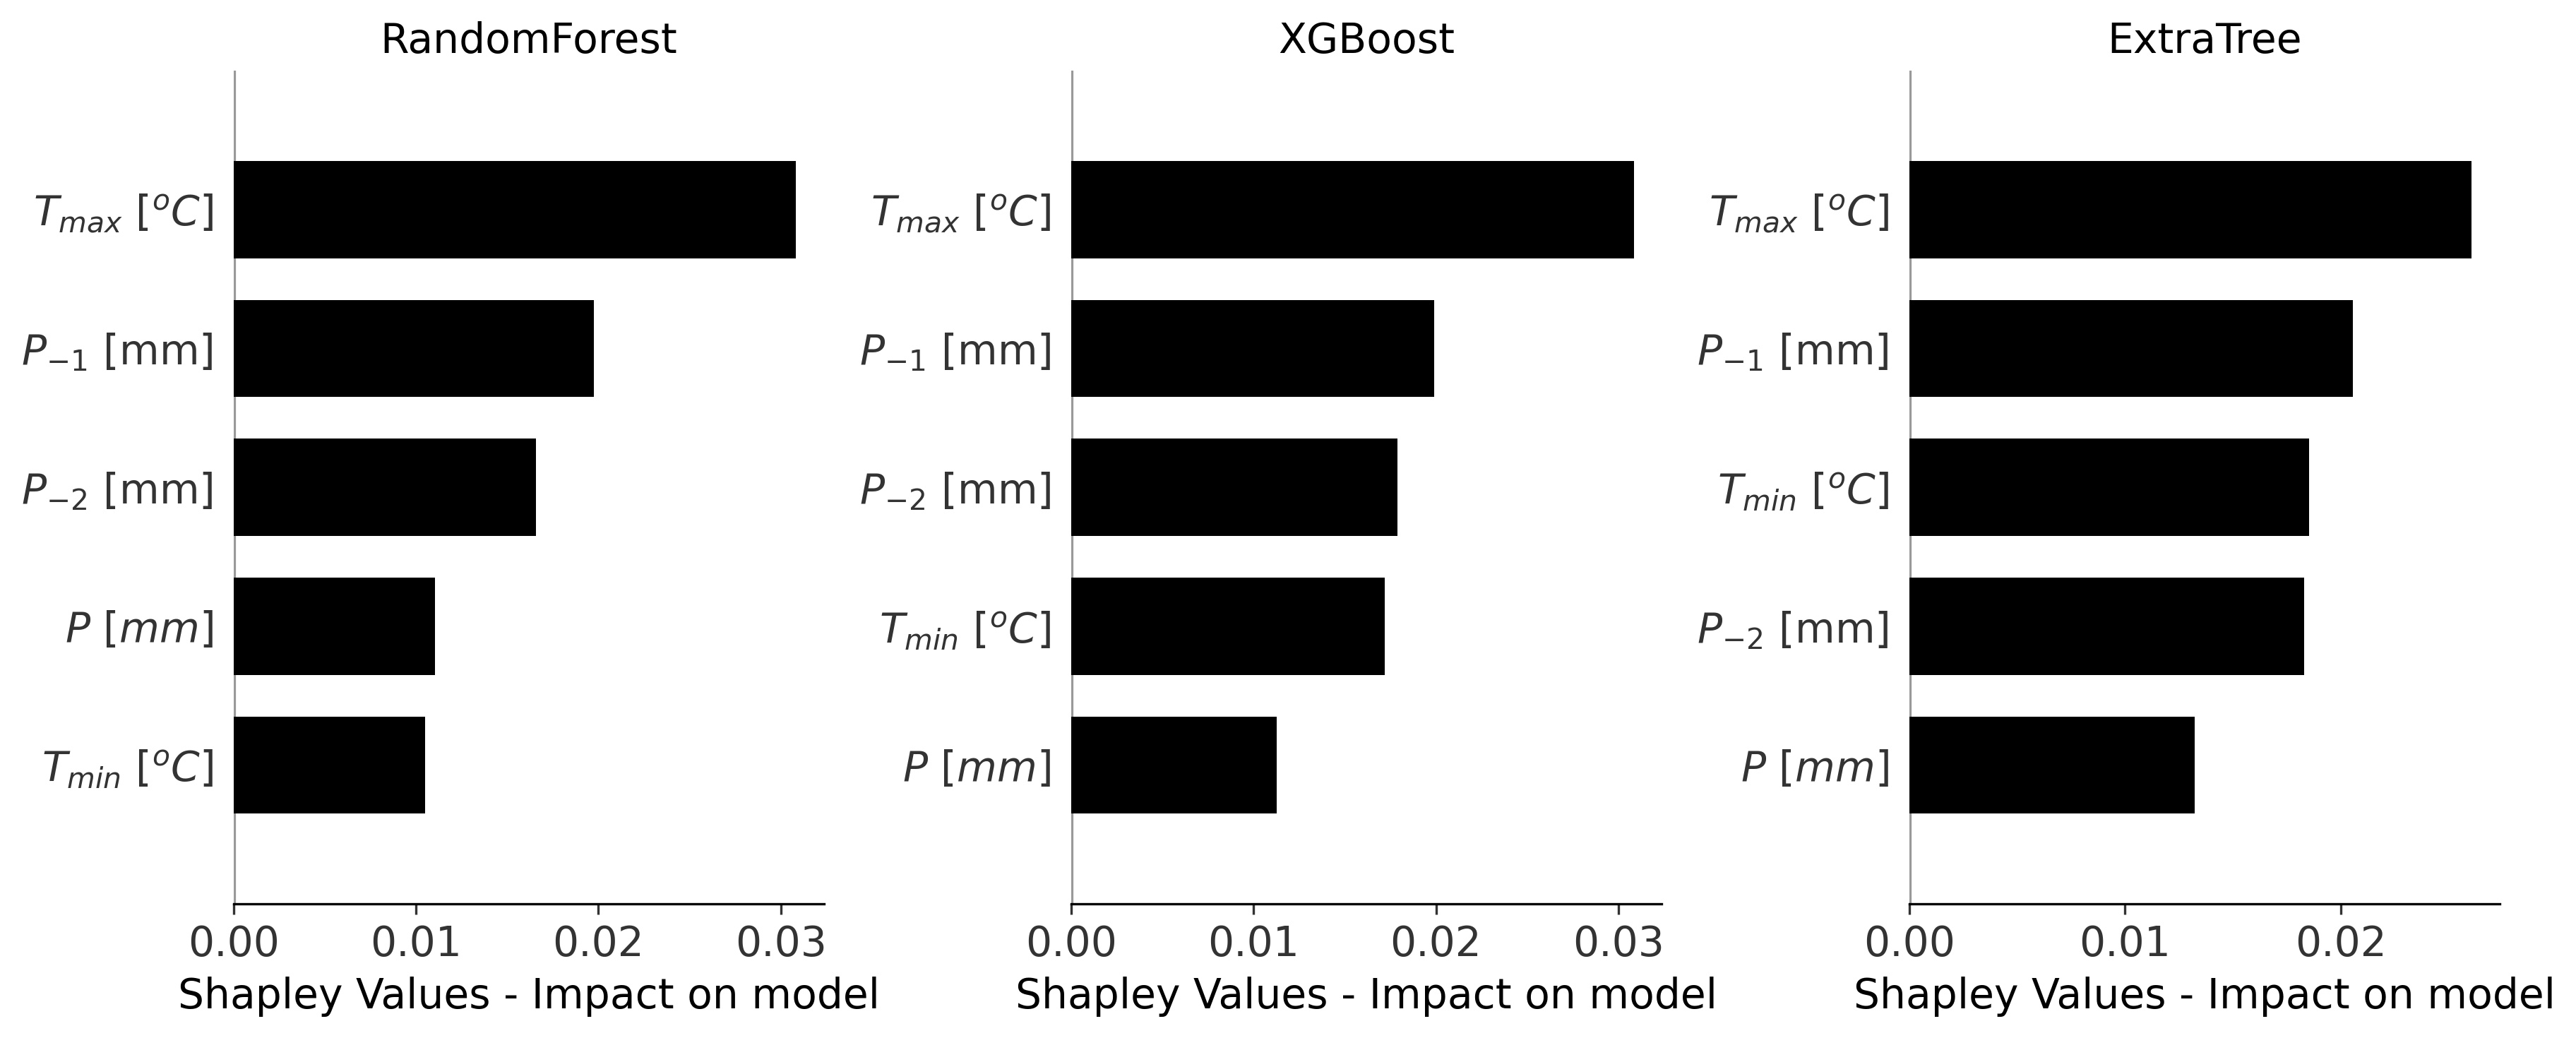 RandomForest
T_max [°C]
P_−1 [mm]
P_−2 [mm]
P [mm]
T_min [°C]
0.00 0.01 0.02 0.03
Shapley Values - Impact on model
XGBoost
T_max [°C]
P_−1 [mm]
P_−2 [mm]
T_min [°C]
P [mm]
0.00 0.01 0.02 0.03
Shapley Values - Impact on model
ExtraTree
T_max [°C]
P_−1 [mm]
T_min [°C]
P_−2 [mm]
P [mm]
0.00 0.01 0.02
Shapley Values - Impact on model